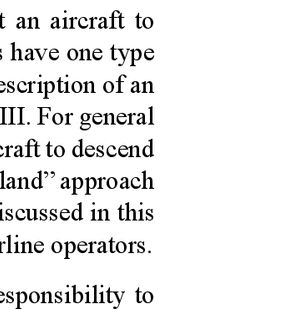 t an aircraft to
s have one type
escription of an
III. For general
craft to descend
land” approach
iscussed in this
rline operators.
esponsibility to